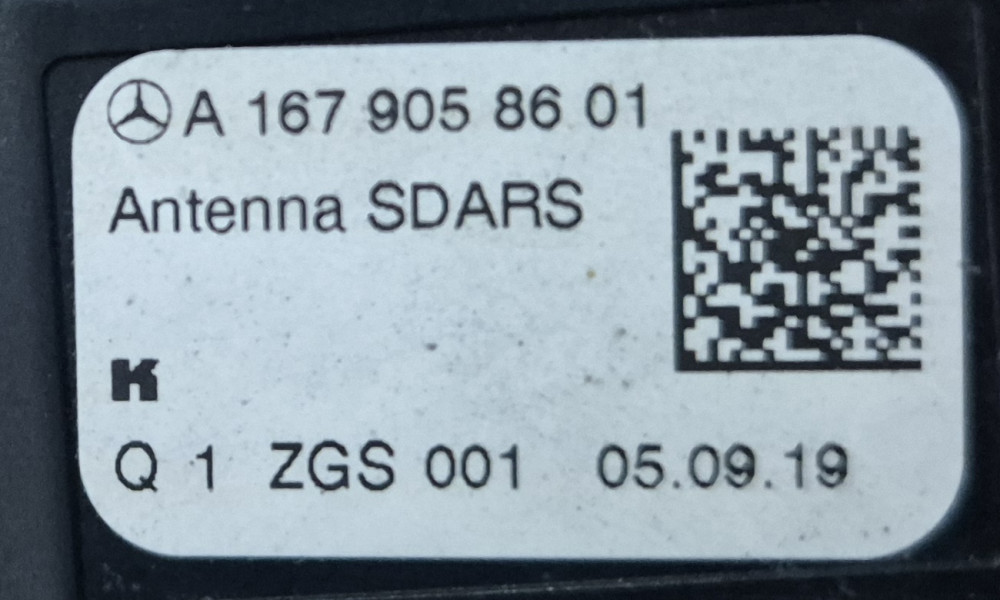 A 167 905 86 01
Antenna SDARS
K
Q 1 ZGS 001 05.09.19